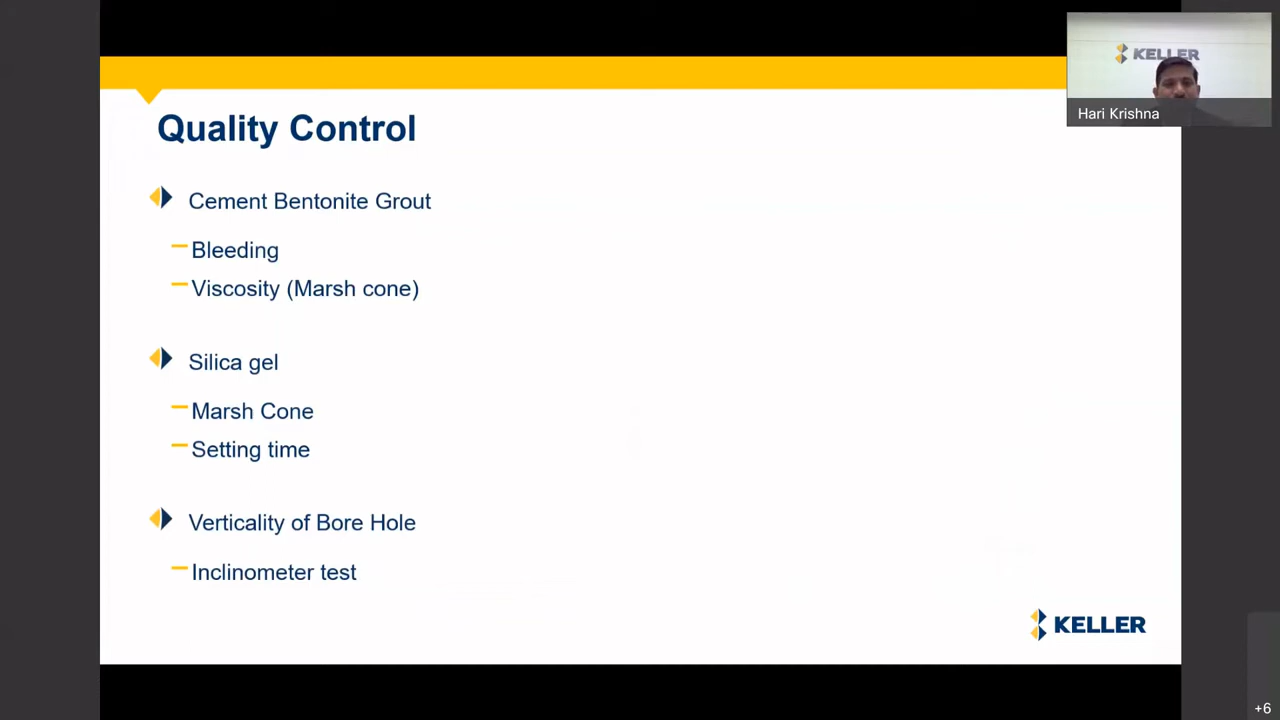 KELLER
Hari Krishna
Quality Control
Cement Bentonite Grout
Bleeding
Viscosity (Marsh cone)
Silica gel
Marsh Cone
Setting time
Verticality of Bore Hole
Inclinometer test
KELLER
+6